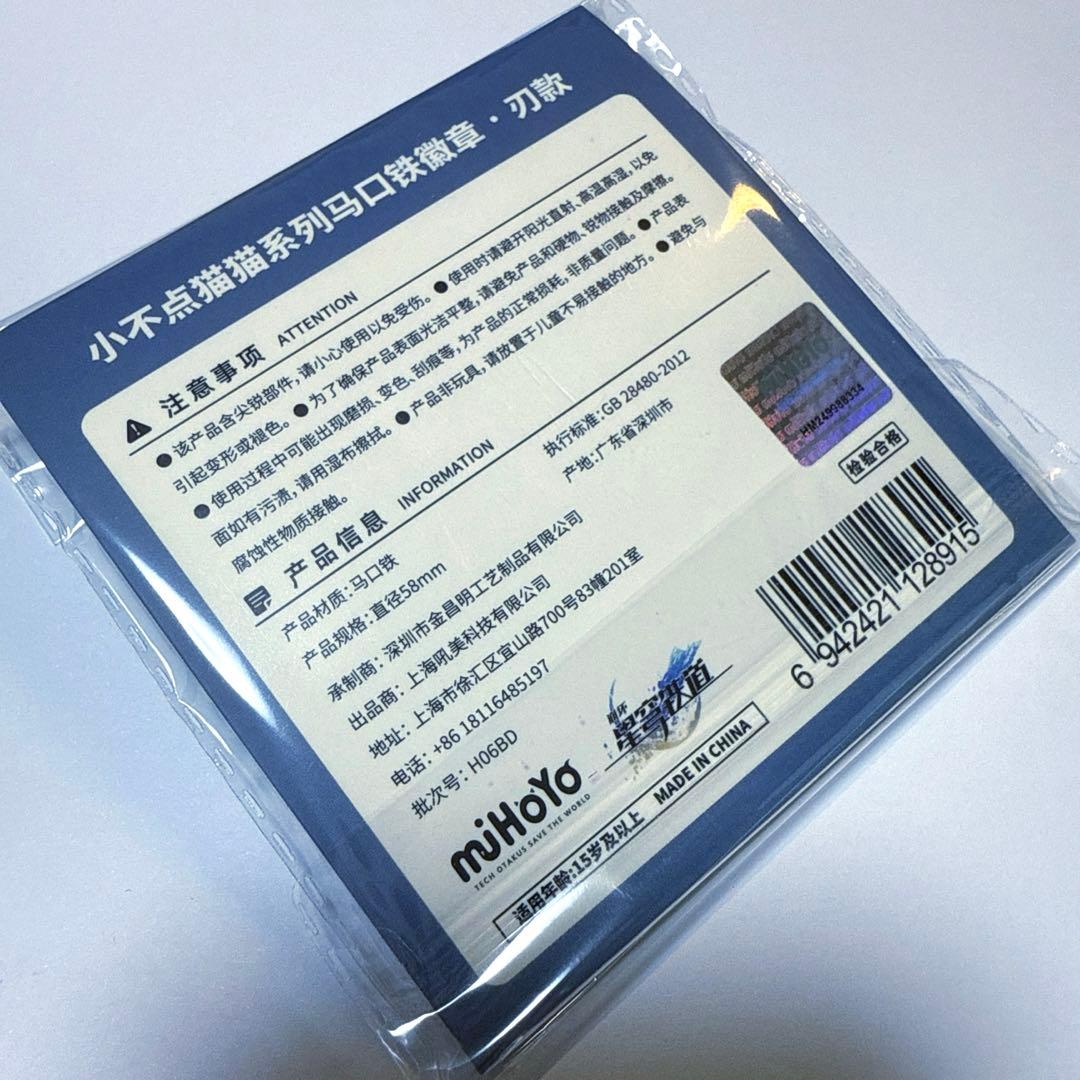 小不点猫猫系列马口铁徽章·刃款
注意事项 ATTENTION
●该产品含尖锐部件，请小心使用以免受伤。●使用时请避开阳光直射、高温高湿，以免
引起变形或褪色。●为了确保产品表面光洁平整，请避免产品和硬物、锐物接触及摩擦。
●使用过程中可能出现磨损、变色、刮痕等，为产品的正常损耗，非质量问题。●产品表
面如有污渍，请用湿布擦拭。●产品非玩具，请放置于儿童不易接触的地方。●避免与
腐蚀性物质接触。
产品信息 INFORMATION
产品材质：马口铁
执行标准：GB 28480-2012
产品规格：直径58mm
产地：广东省深圳市
承制商：深圳市金昌明工艺制品有限公司
出品商：上海吼美科技有限公司
地址：上海市徐汇区宜山路700号83幢201室
电话：+86 18116485197
批次号：H06BD
miHoYo
HM249988334
检验合格
6 942421 128915
miHoYo
TECH OTAKUS SAVE THE WORLD
崩坏
星穹铁道
适用年龄：15岁及以上 MADE IN CHINA